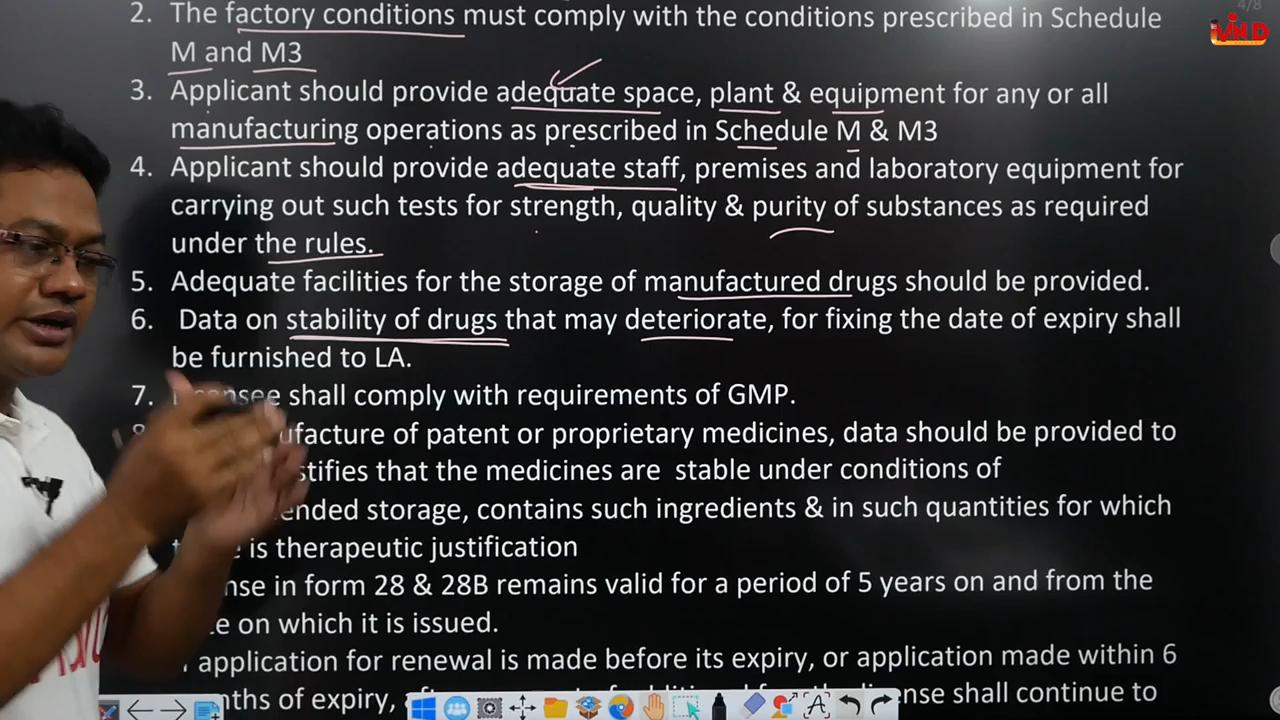 4/8
2. The factory conditions must comply with the conditions prescribed in Schedule
M and M3
3. Applicant should provide adequate space, plant & equipment for any or all
manufacturing operations as prescribed in Schedule M & M3
4. Applicant should provide adequate staff, premises and laboratory equipment for
carrying out such tests for strength, quality & purity of substances as required
under the rules.
5. Adequate facilities for the storage of manufactured drugs should be provided.
6. Data on stability of drugs that may deteriorate, for fixing the date of expiry shall
be furnished to LA.
7. shall comply with requirements of GMP.
of patent or proprietary medicines, data should be provided to
that the medicines are stable under conditions of
storage, contains such ingredients & in such quantities for which
is therapeutic justification
in form 28 & 28B remains valid for a period of 5 years on and from the
on which it is issued.
application for renewal is made before its expiry, or application made within 6
of expiry, shall continue to